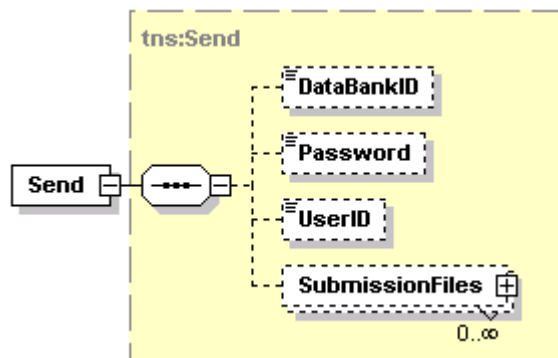 tns:Send
DataBankID
Password
Send
UserID
SubmissionFiles
0..∞